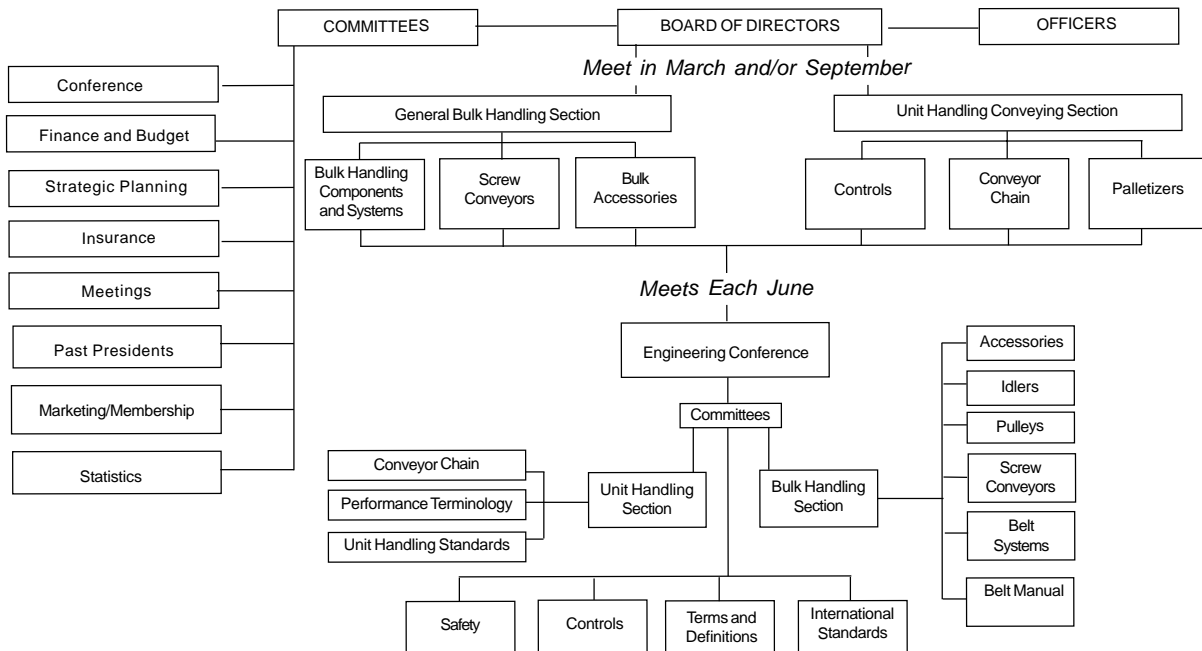 COMMITTEES
BOARD OF DIRECTORS
OFFICERS
Meet in March and/or September
Conference
Finance and Budget
Strategic Planning
Insurance
Meetings
Past Presidents
Marketing/Membership
Statistics
General Bulk Handling Section
Unit Handling Conveying Section
Bulk Handling
Components
and Systems
Screw
Conveyors
Bulk
Accessories
Controls
Conveyor
Chain
Palletizers
Meets Each June
Engineering Conference
Committees
Conveyor Chain
Performance Terminology
Unit Handling Standards
Unit Handling
Section
Bulk Handling
Section
Accessories
Idlers
Pulleys
Screw
Conveyors
Belt
Systems
Belt Manual
Safety
Controls
Terms and
Definitions
International
Standards